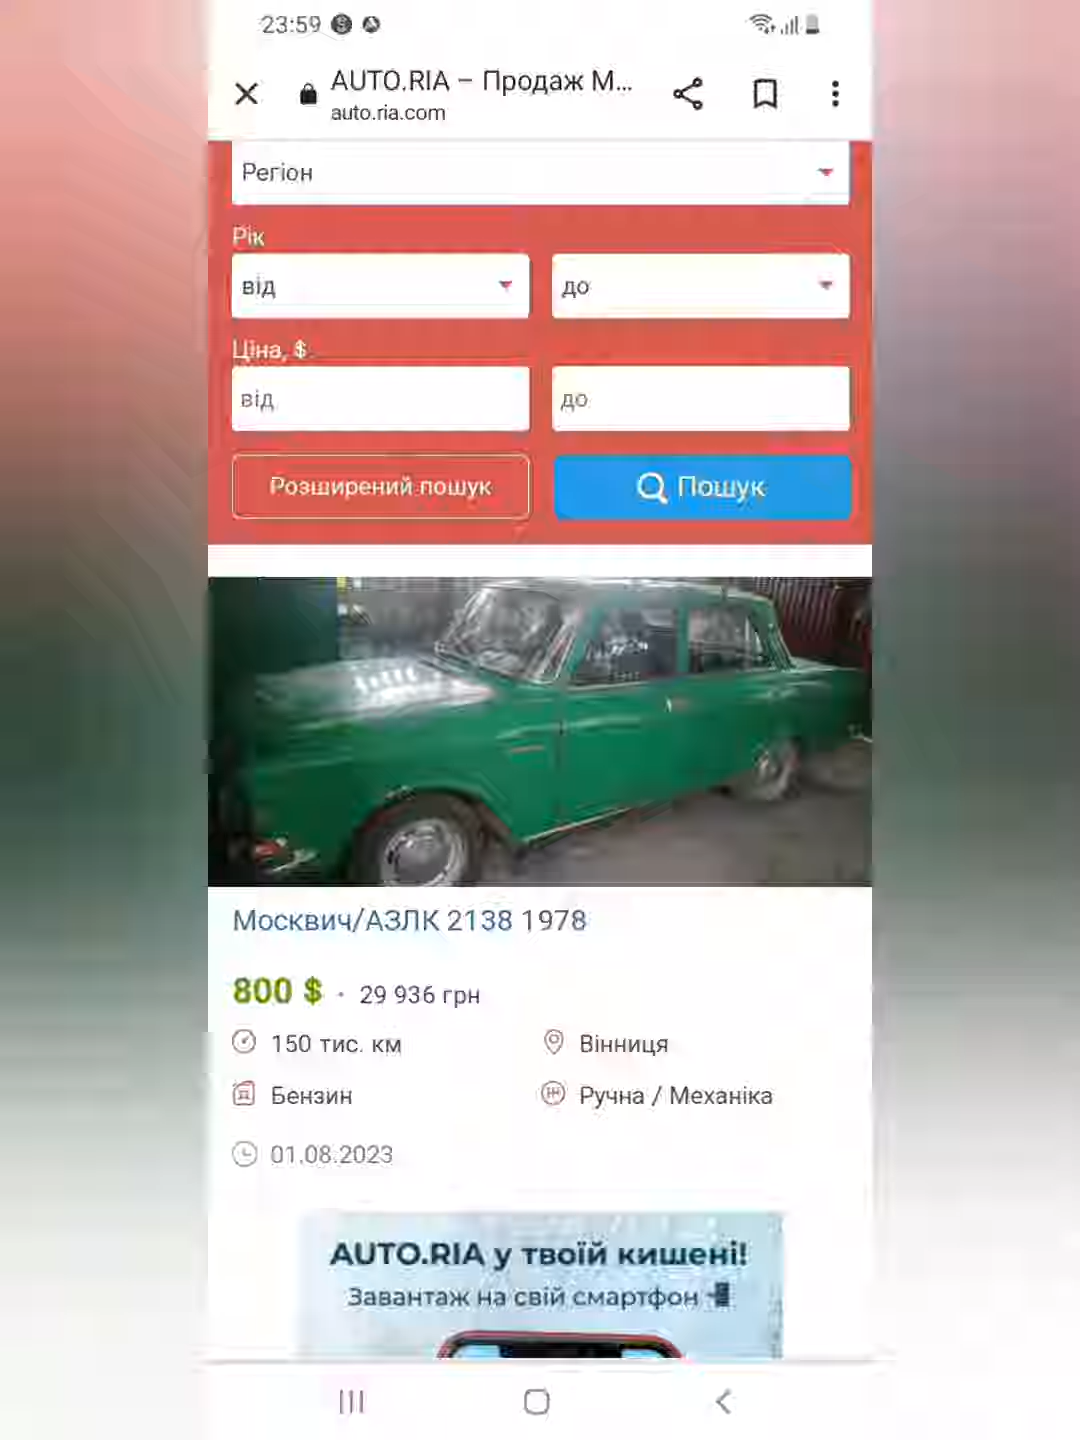 23:59
AUTO.RIA – Продаж М...
auto.ria.com
Регіон
Рік
від
до
Ціна, $
від
до
Розширений пошук
Пошук
Москвич/АЗЛК 2138 1978
800 $ · 29 936 грн
150 тис. км
Вінниця
Бензин
Ручна / Механіка
01.08.2023
AUTO.RIA у твоїй кишені!
Завантаж на свій смартфон